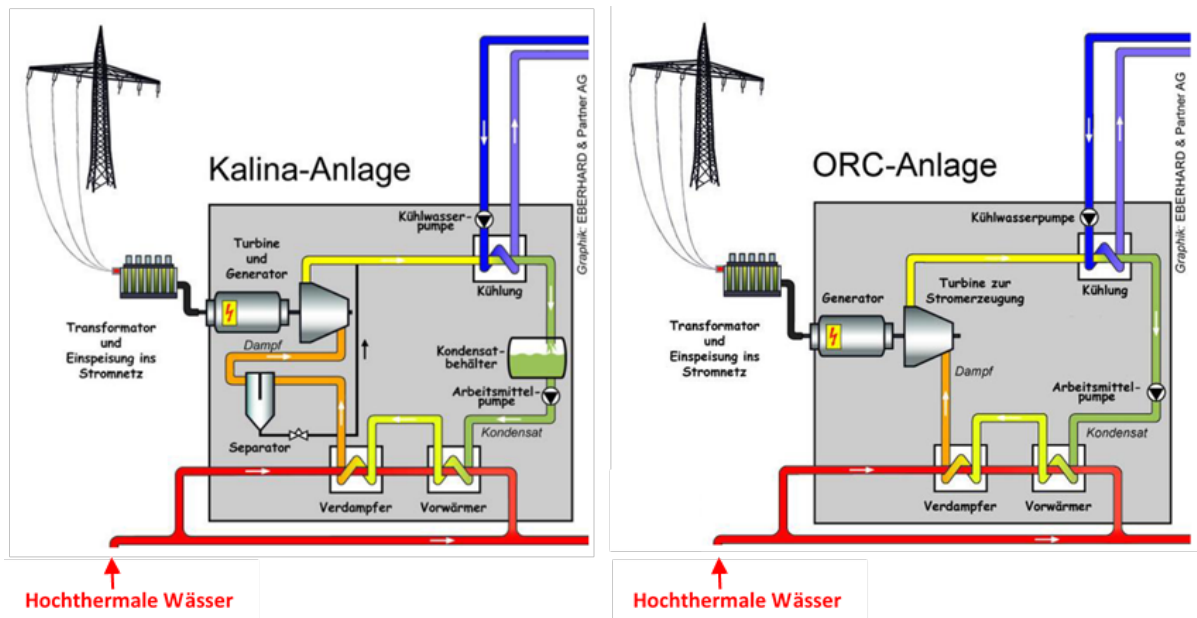 Kalina-Anlage
Graphik: EBERHARD & Partner AG
Kühlwasser-
pumpe
Turbine
und
Generator
Kühlung
Transformator
und
Einspeisung ins
Stromnetz
Dampf
Kondensat-
behälter
Arbeitsmittel-
pumpe
Kondensat
Separator
Verdampfer
Vorwärmer
Hochthermale Wässer
ORC-Anlage
Graphik: EBERHARD & Partner AG
Kühlwasserpumpe
Kühlung
Generator
Turbine zur
Stromerzeugung
Transformator
und
Einspeisung ins
Stromnetz
Dampf
Arbeitsmittel-
pumpe
Kondensat
Verdampfer
Vorwärmer
Hochthermale Wässer